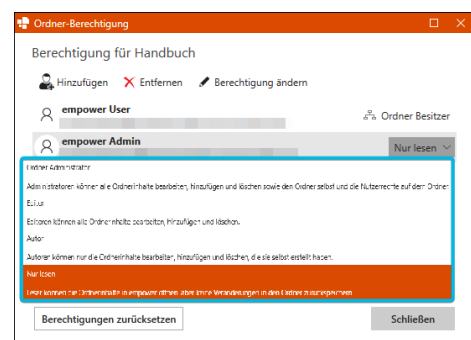 Ordner-Berechtigung
Berechtigung für Handbuch
Hinzufügen Entfernen Berechtigung ändern
empower User
Ordner Besitzer
empower Admin
Nur lesen
Ordner Administrator
Administratoren können alle Ordnerinhalte bearbeiten, hinzufügen und löschen sowie den Ordner selbst und die Nutzerrechte auf dem Ordner
Editor
Editoren können alle Ordnerinhalte bearbeiten, hinzufügen und löschen.
Autor
Autoren können nur die Ordnerinhalte bearbeiten, hinzufügen und löschen, die sie selbst erstellt haben.
Nur lesen
Leser können die Ordnerinhalte in empower öffnen aber keine Veränderungen in den Ordner zurückspeichern
Berechtigungen zurücksetzen
Schließen